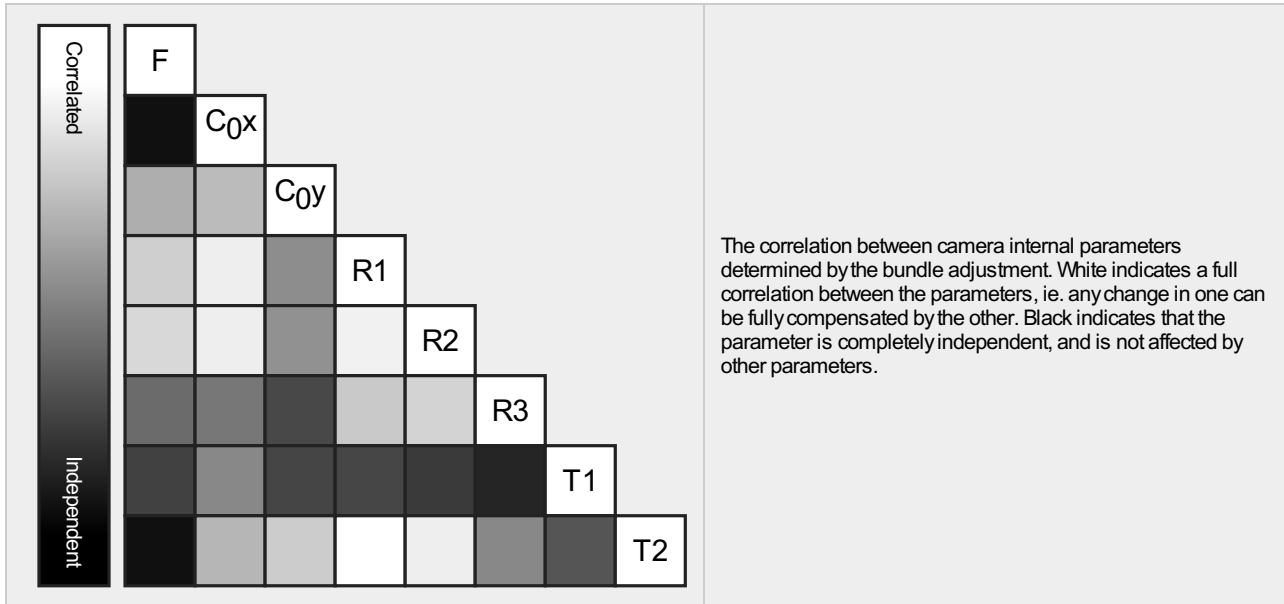 Correlated
Independent
F
C0x
C0y
R1
R2
R3
T1
T2
The correlation between camera internal parameters
determined by the bundle adjustment. White indicates a full
correlation between the parameters, ie. any change in one can
be fully compensated by the other. Black indicates that the
parameter is completely independent, and is not affected by
other parameters.